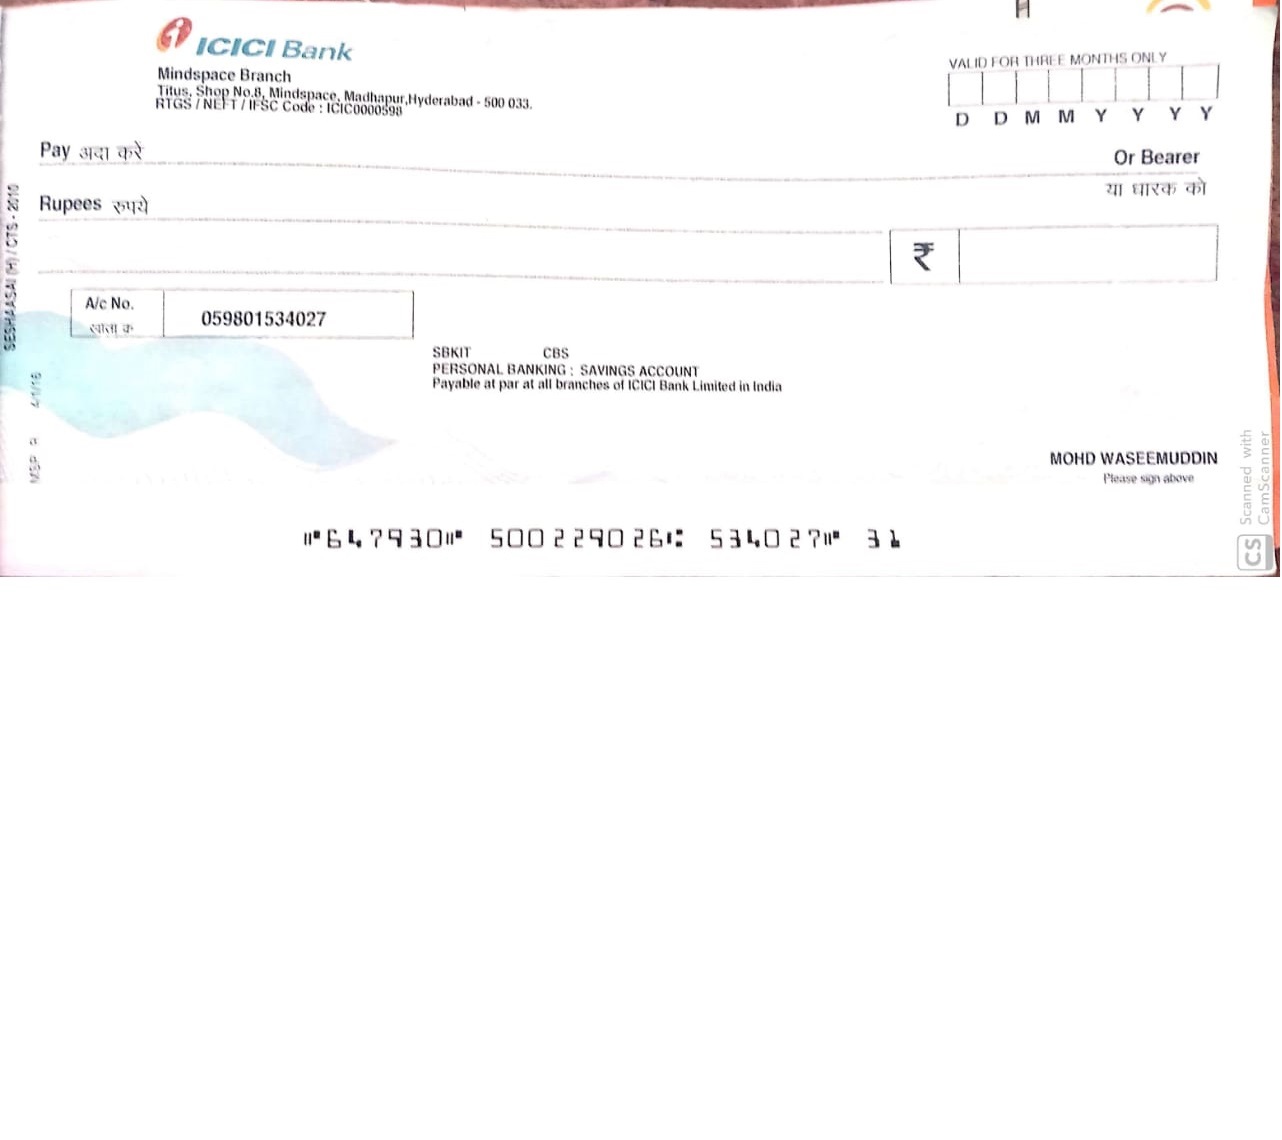 ICICI Bank
Mindspace Branch
Titus, Shop No.8, Mindspace, Madhapur,Hyderabad - 500 033.
RTGS / NEFT / IFSC Code : ICIC0000598
VALID FOR THREE MONTHS ONLY
D D M M Y Y Y Y
Pay अदा करे
Or Bearer
या धारक को
Rupees रुपये
₹
A/c No.
खाता क्र
059801534027
SBKIT CBS
PERSONAL BANKING : SAVINGS ACCOUNT
Payable at par at all branches of ICICI Bank Limited in India
MOHD WASEEMUDDIN
Please sign above
⑈647930⑈ 500229026⑆ 534027⑈ 31
SESHAASAI (H) / CTS - 2010
CS Scanned with
CamScanner